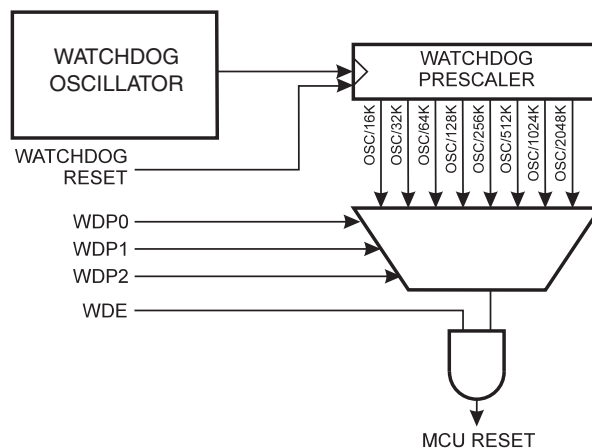 WATCHDOG
OSCILLATOR
WATCHDOG
PRESCALER
WATCHDOG
RESET
OSC/16K
OSC/32K
OSC/64K
OSC/128K
OSC/256K
OSC/512K
OSC/1024K
OSC/2048K
WDP0
WDP1
WDP2
WDE
MCU RESET